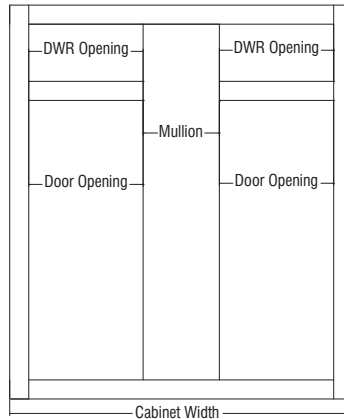 DWR Opening
DWR Opening
Mullion
Door Opening
Door Opening
Cabinet Width